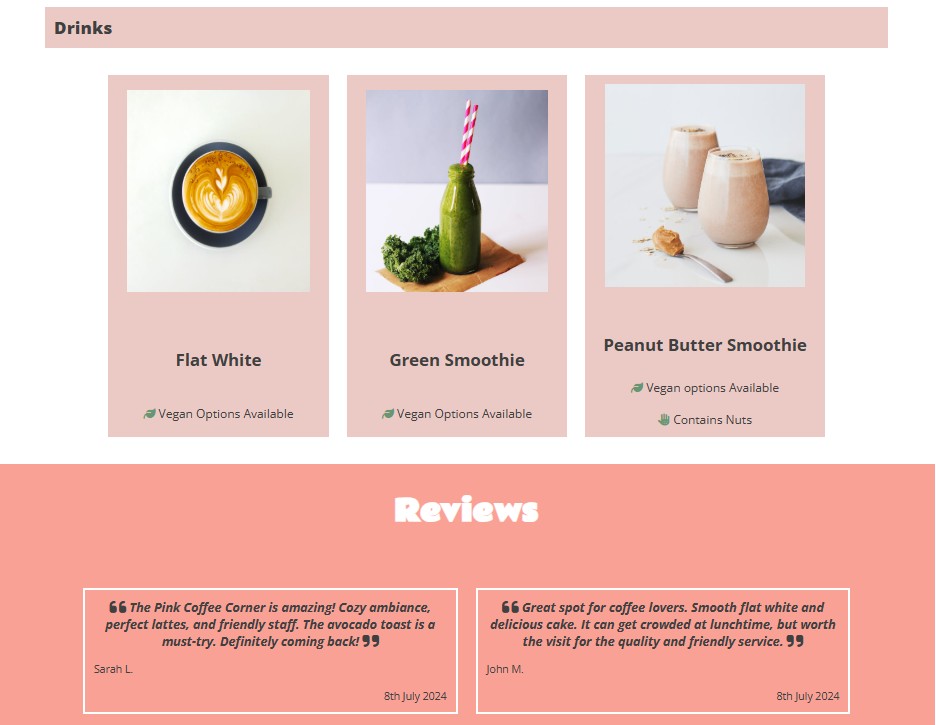 Drinks
Flat White
Green Smoothie
Peanut Butter Smoothie
Vegan Options Available
Vegan Options Available
Vegan options Available
Contains Nuts
Reviews
❝ The Pink Coffee Corner is amazing! Cozy ambiance,
perfect lattes, and friendly staff. The avocado toast is a
must-try. Definitely coming back! ❞
Sarah L.
8th July 2024
❝ Great spot for coffee lovers. Smooth flat white and
delicious cake. It can get crowded at lunchtime, but worth
the visit for the quality and friendly service. ❞
John M.
8th July 2024